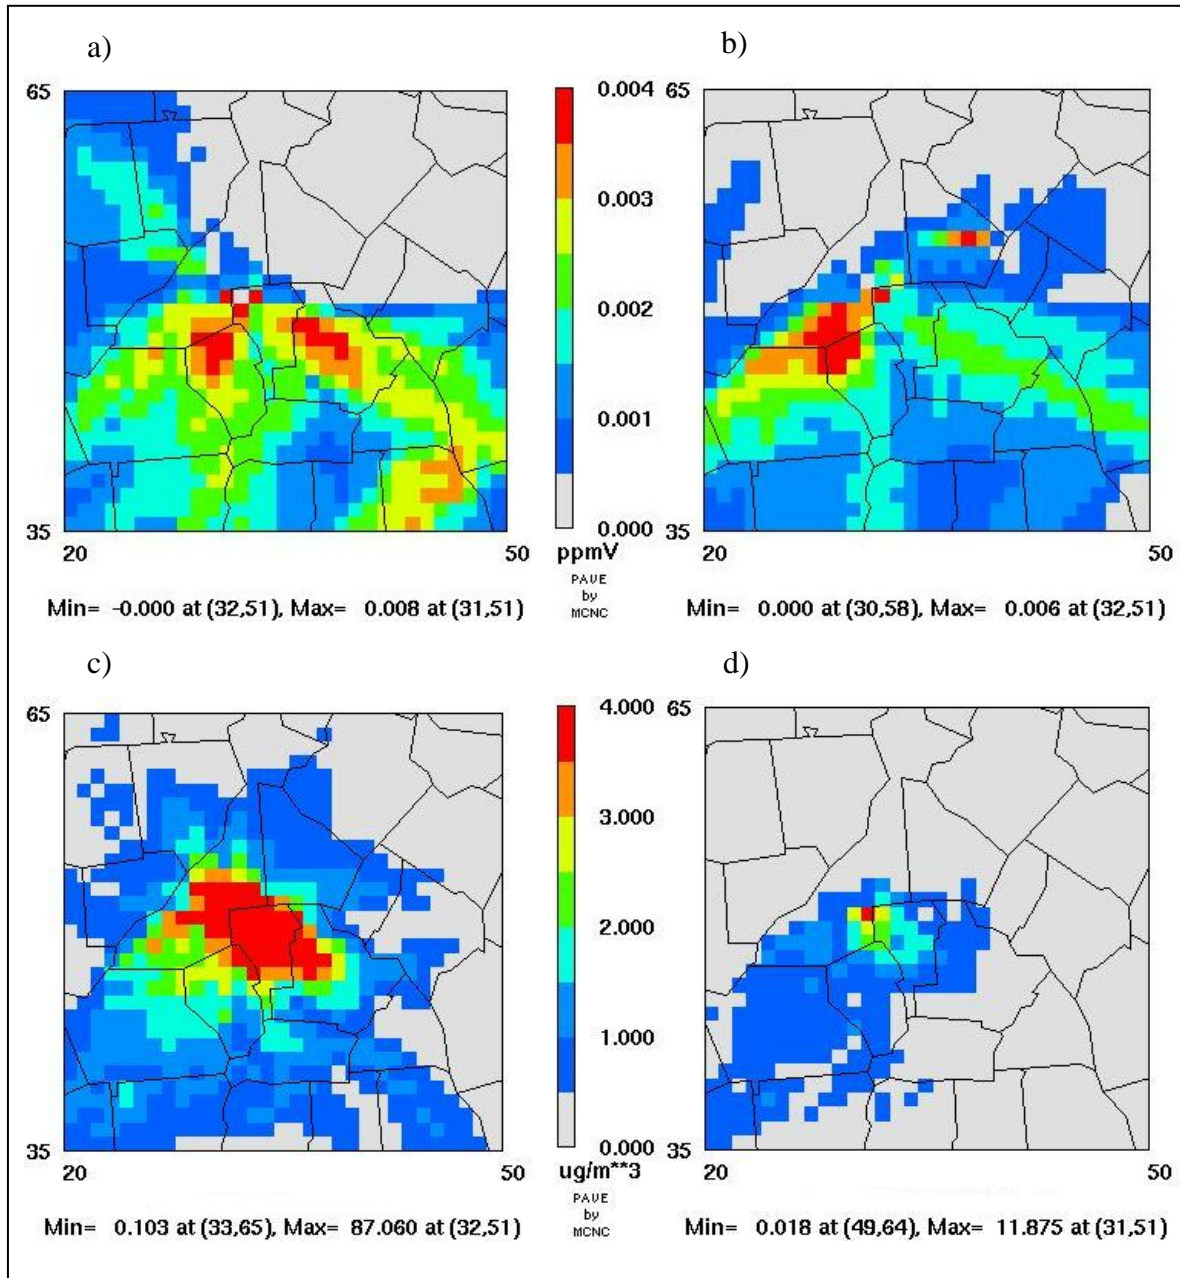 a)
b)
65
0.004
65
0.003
0.002
0.001
35
0.000
35
20
50
ppmV
20
50
PAVE
by
MCNC
Min= -0.000 at (32,51), Max= 0.008 at (31,51)
Min= 0.000 at (30,58), Max= 0.006 at (32,51)
c)
d)
65
4.000
65
3.000
2.000
1.000
35
0.000
35
20
50
ug/m**3
20
50
PAVE
by
MCNC
Min= 0.103 at (33,65), Max= 87.060 at (32,51)
Min= 0.018 at (49,64), Max= 11.875 at (31,51)